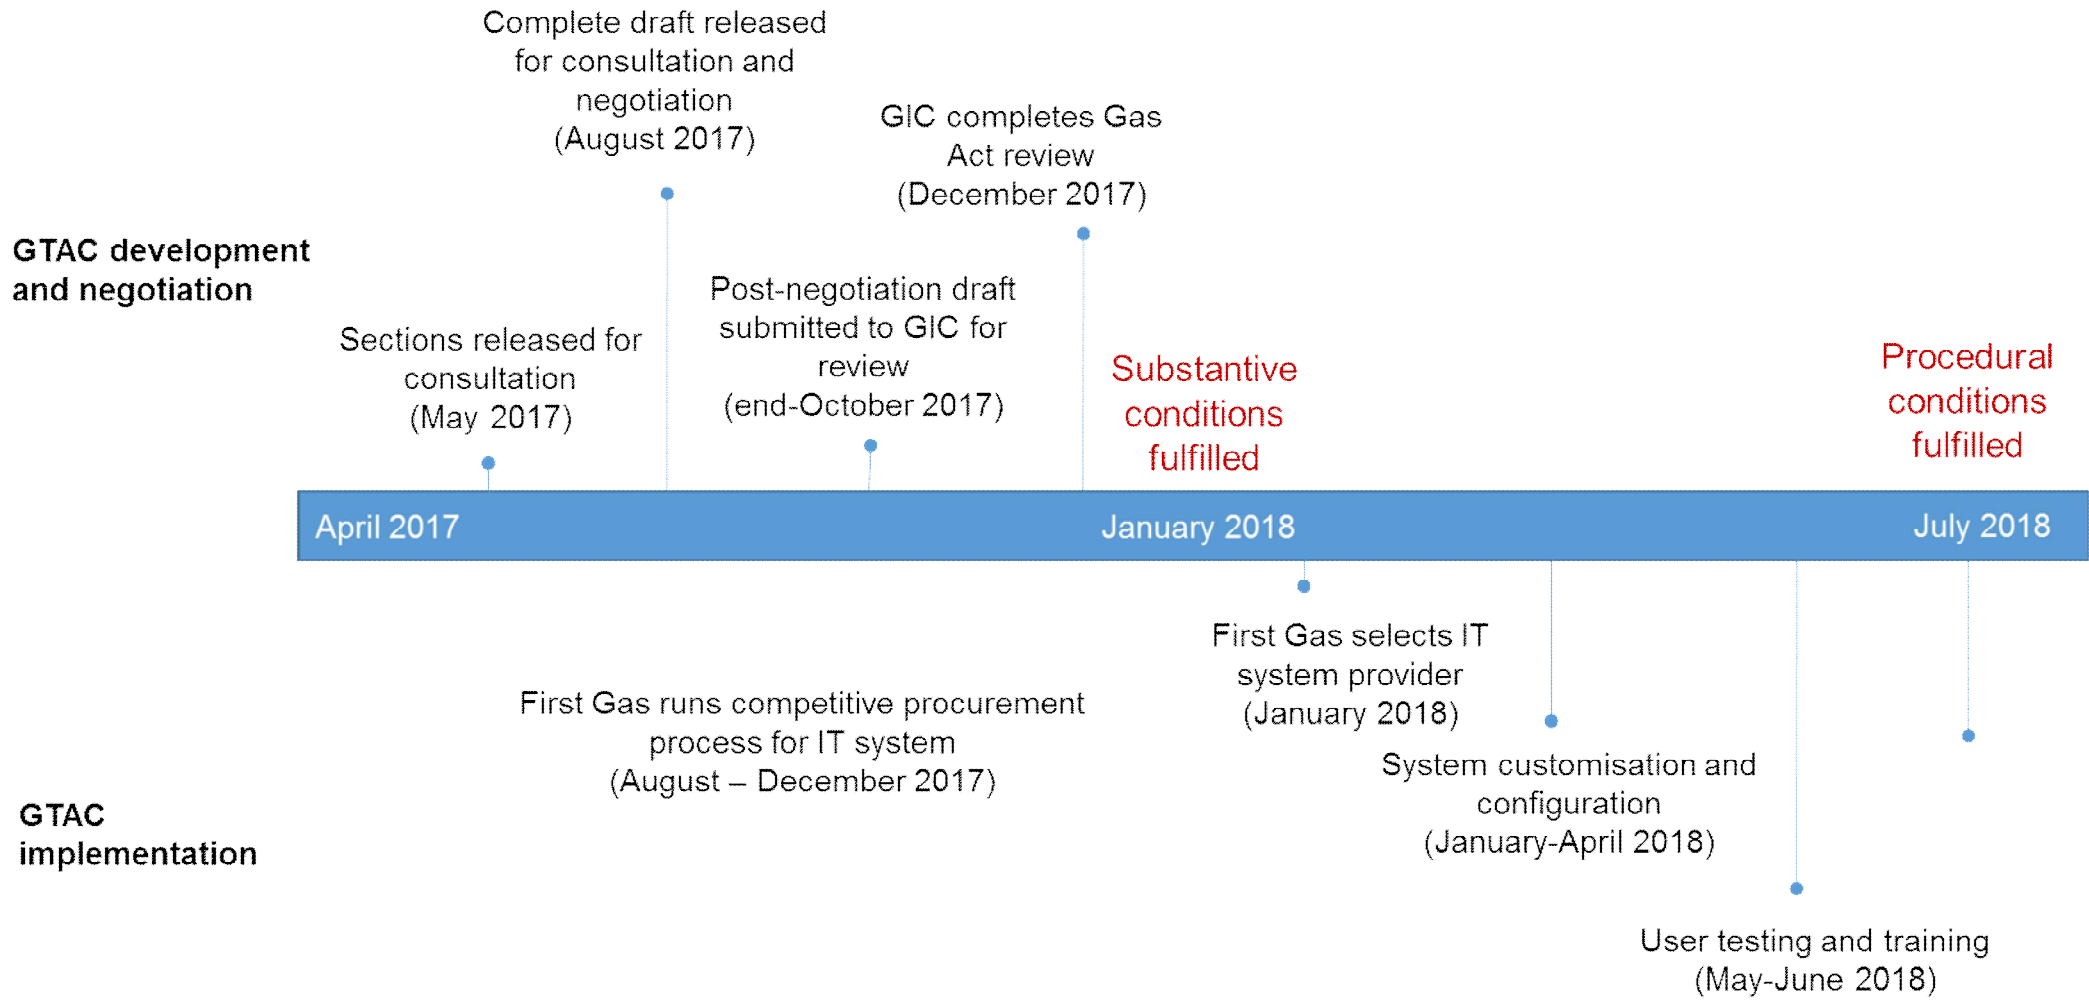 Complete draft released
for consultation and
negotiation
(August 2017)
GIC completes Gas
Act review
(December 2017)
GTAC development
and negotiation
Post-negotiation draft
submitted to GIC for
review
(end-October 2017)
Sections released for
consultation
(May 2017)
Substantive
conditions
fulfilled
Procedural
conditions
fulfilled
April 2017
January 2018
July 2018
First Gas selects IT
system provider
(January 2018)
First Gas runs competitive procurement
process for IT system
(August – December 2017)
System customisation and
configuration
(January-April 2018)
GTAC
implementation
User testing and training
(May-June 2018)